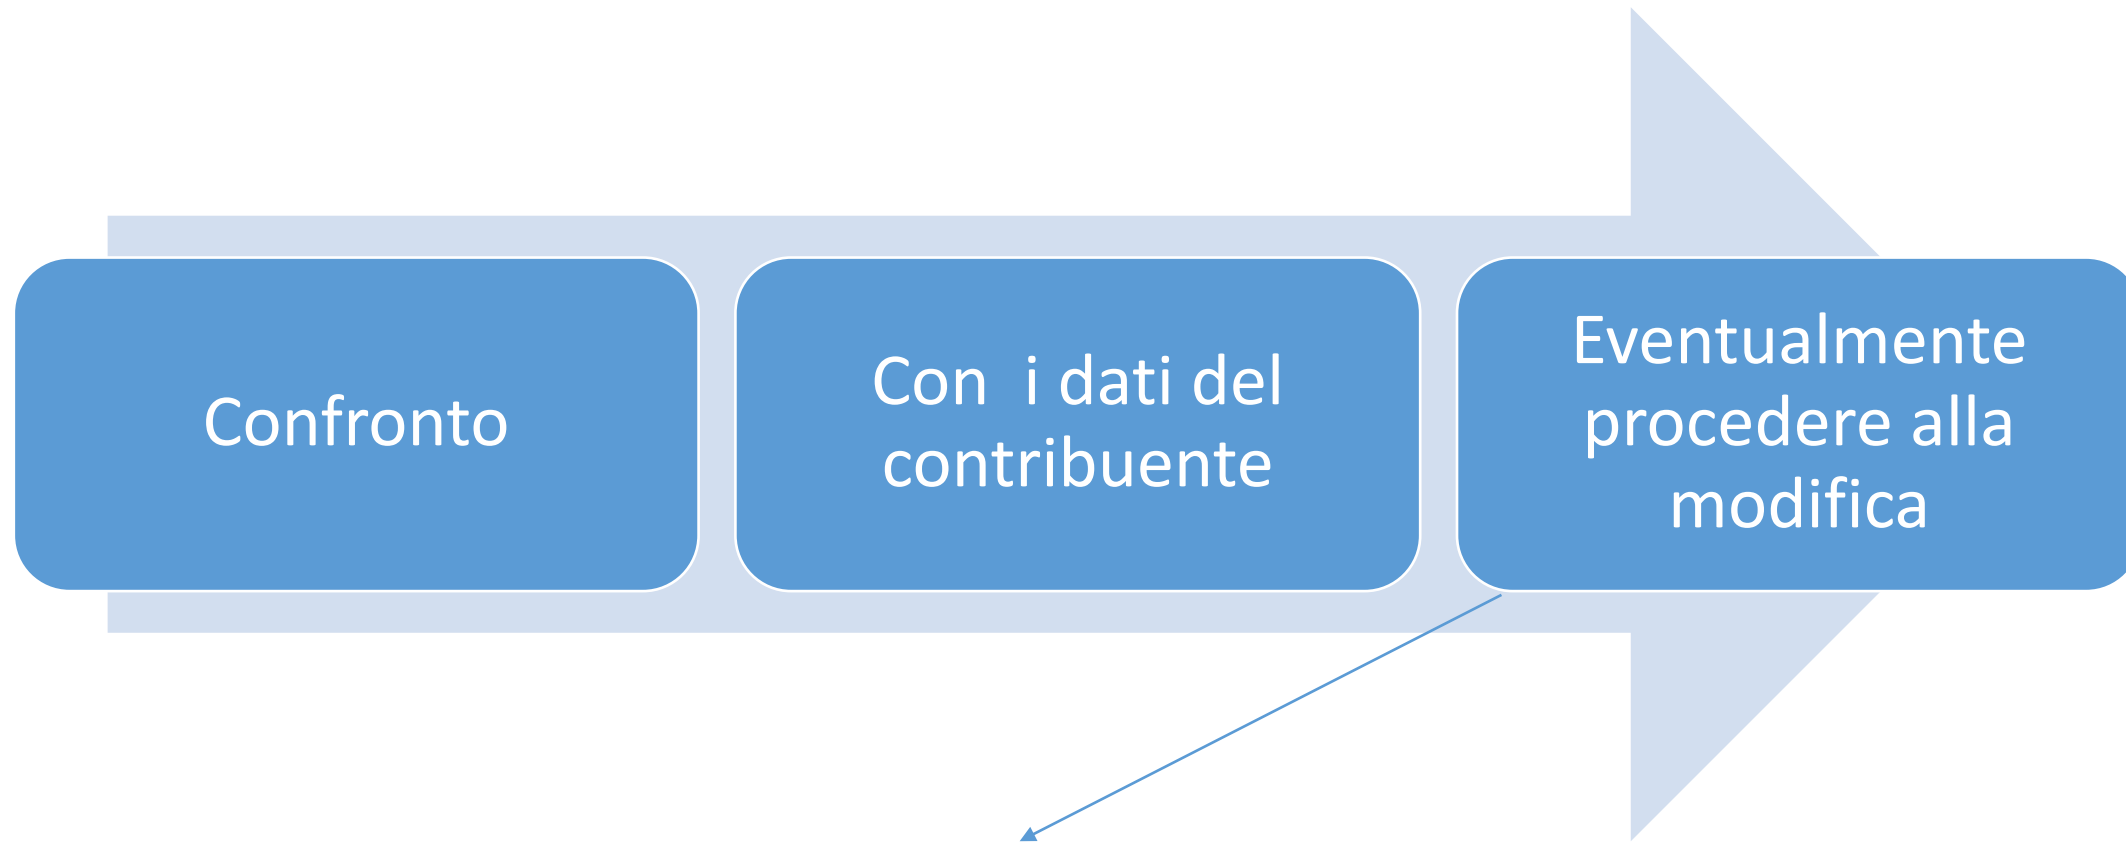 Confronto
Con  i dati del
contribuente
Eventualmente
procedere alla
modifica